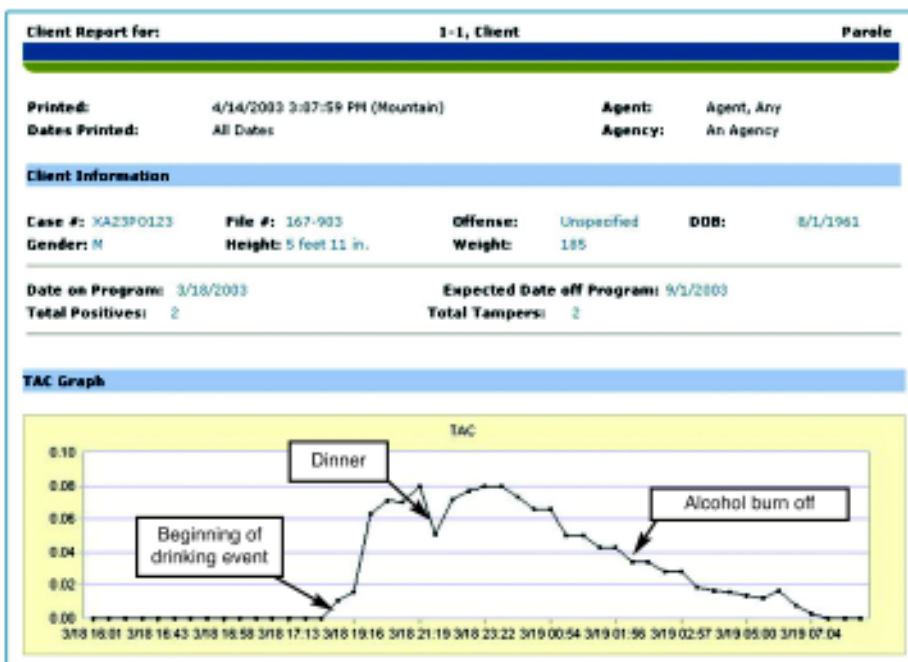 Client Report for: 1-1, Client Parole
Printed: 4/14/2003 3:07:59 PM (Mountain) Agent: Agent, Any
Dates Printed: All Dates Agency: An Agency
Client Information
Case #: XA23P0123 File #: 167-903 Offense: Unspecified DOB: 8/1/1961
Gender: M Height: 5 feet 11 in. Weight: 185
Date on Program: 3/18/2003 Expected Date off Program: 9/1/2003
Total Positives: 2 Total Tampers: 2
TAC Graph
TAC
0.10
Dinner
0.08
Alcohol burn off
0.06
Beginning of
drinking event
0.04
0.02
0.00
3/18 16:01 3/18 16:43 3/18 16:58 3/18 17:13 3/18 19:16 3/18 21:19 3/18 23:22 3/19 00:54 3/19 01:56 3/19 02:57 3/19 05:00 3/19 07:04